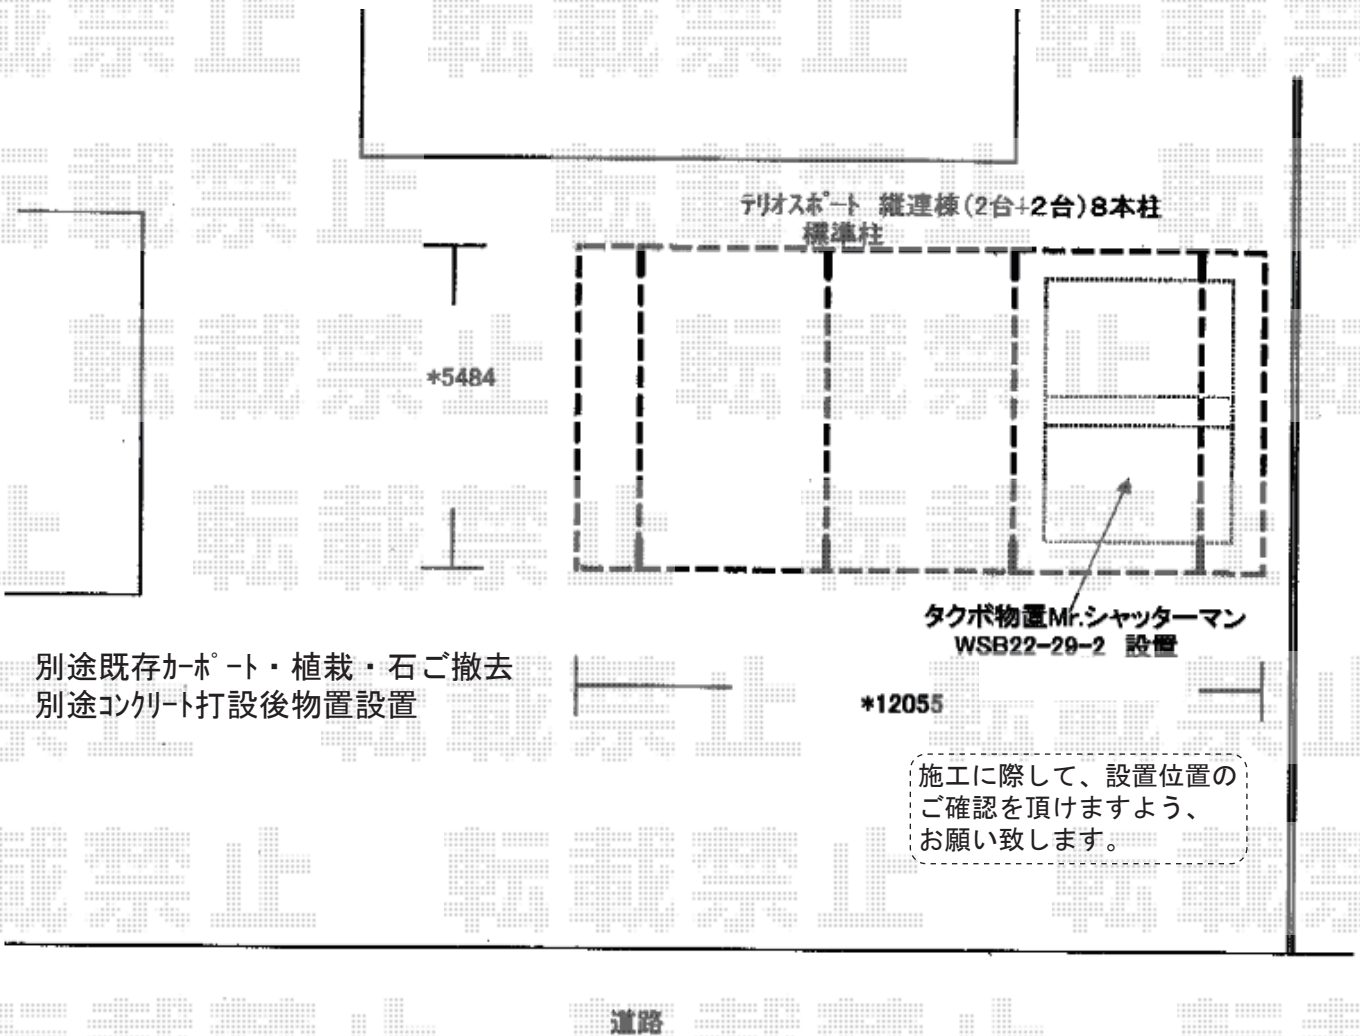 テリオスポート 縦連棟(2台+2台)8本柱
標準柱
*5484
タクボ物置Mr.シャッターマン
WSB22-29-2 設置
別途既存カーポート・植栽・石ご撤去
別途コンクリート打設後物置設置
*12055
施工に際して、設置位置の
ご確認を頂けますよう、
お願い致します。
道路
転載禁止